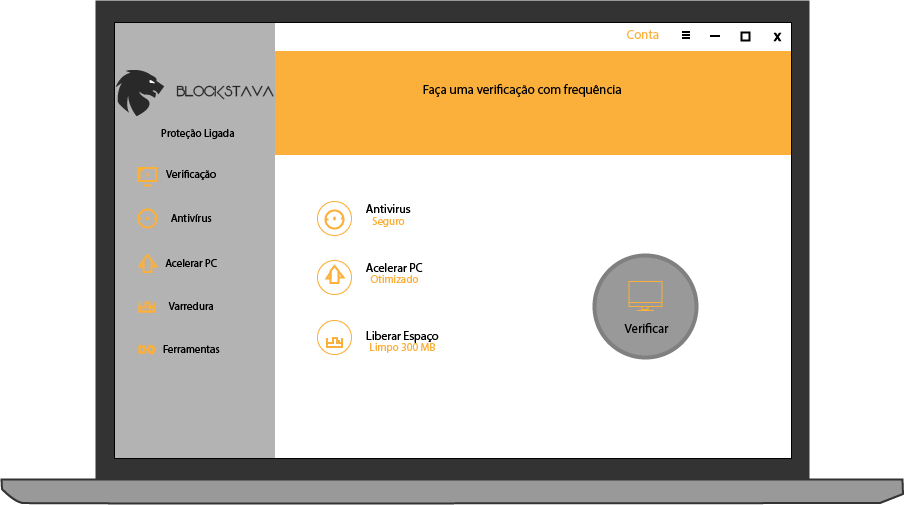 Conta
x
BLOCKSTAVA
Faça uma verificação com frequência
Proteção Ligada
Verificação
Antivírus
Acelerar PC
Varredura
Ferramentas
Antivirus
Seguro
Acelerar PC
Otimizado
Liberar Espaço
Limpo 300 MB
Verificar